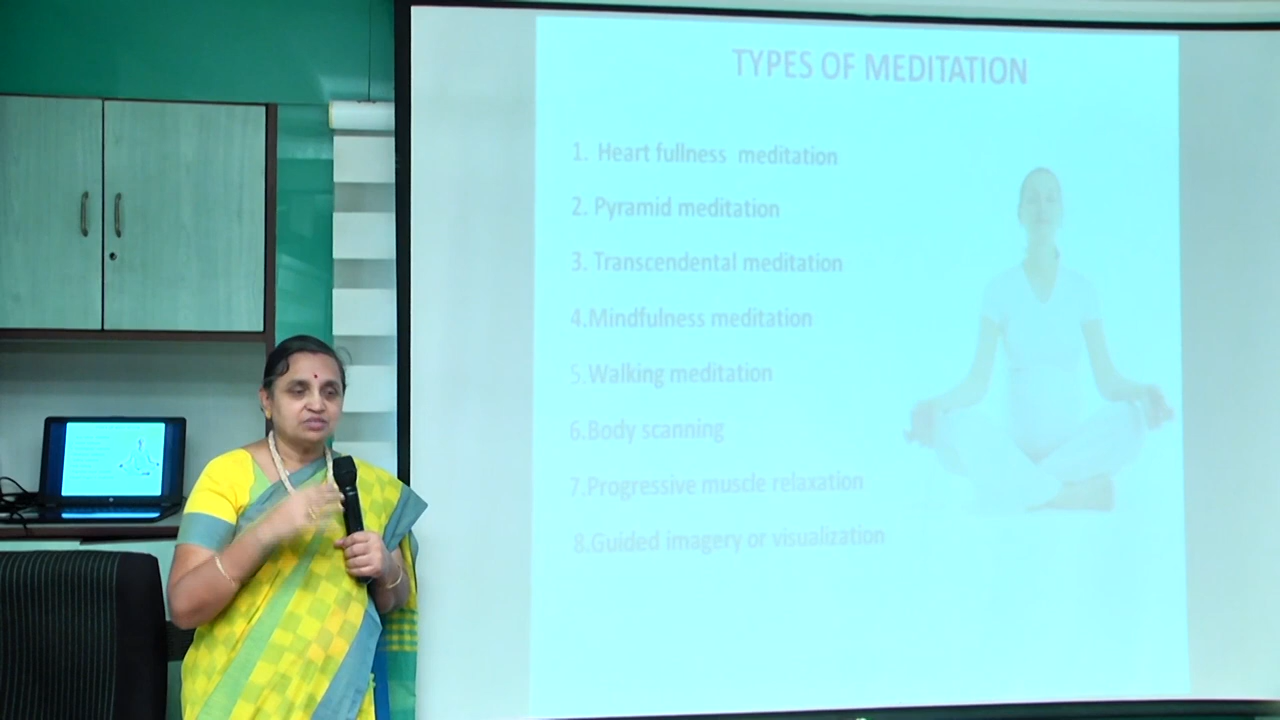 TYPES OF MEDITATION
1. Heart fullness meditation
2. Pyramid meditation
3. Transcendental meditation
4.Mindfulness meditation
5.Walking meditation
6.Body scanning
7.Progressive muscle relaxation
8.Guided imagery or visualization